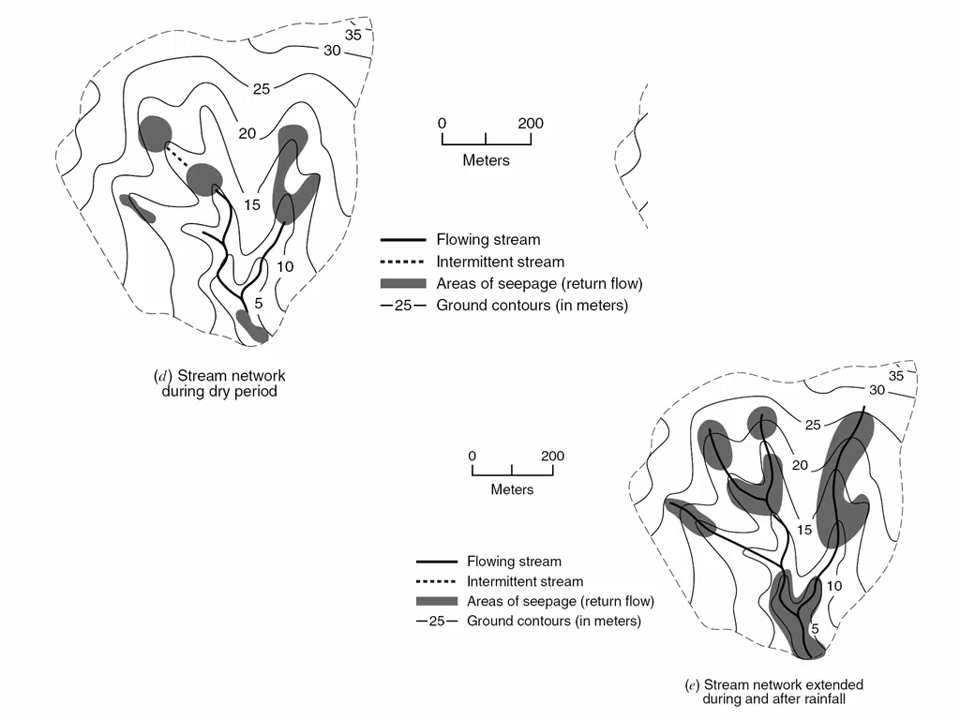 35
30
25
20
15
10
5
0 200
Meters
Flowing stream
Intermittent stream
Areas of seepage (return flow)
—25— Ground contours (in meters)
(d) Stream network
during dry period
35
30
25
20
15
10
5
0 200
Meters
Flowing stream
Intermittent stream
Areas of seepage (return flow)
—25— Ground contours (in meters)
(e) Stream network extended
during and after rainfall